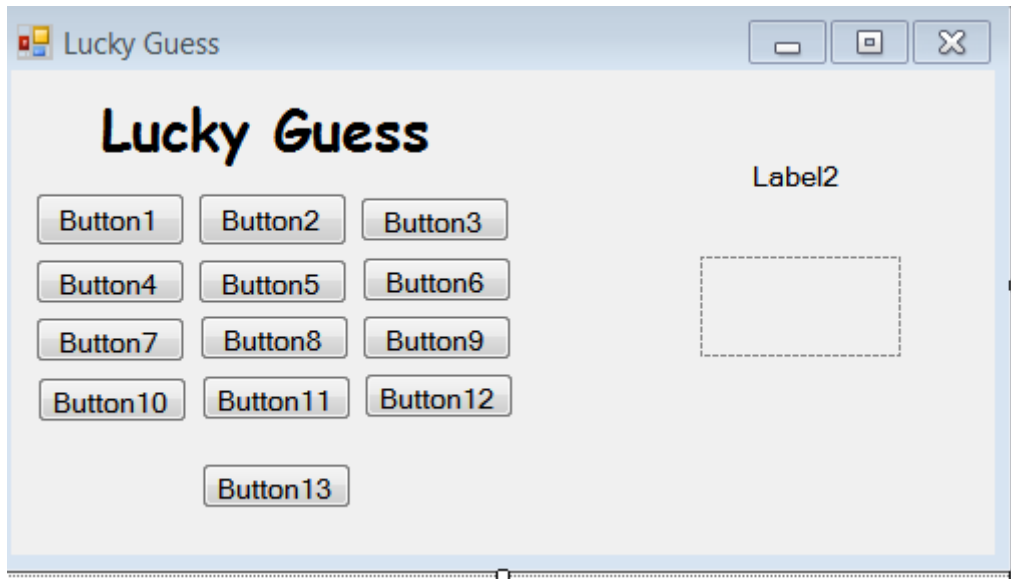 Lucky Guess
Lucky Guess
Label2
Button1 Button2 Button3
Button4 Button5 Button6
Button7 Button8 Button9
Button10 Button11 Button12
Button13